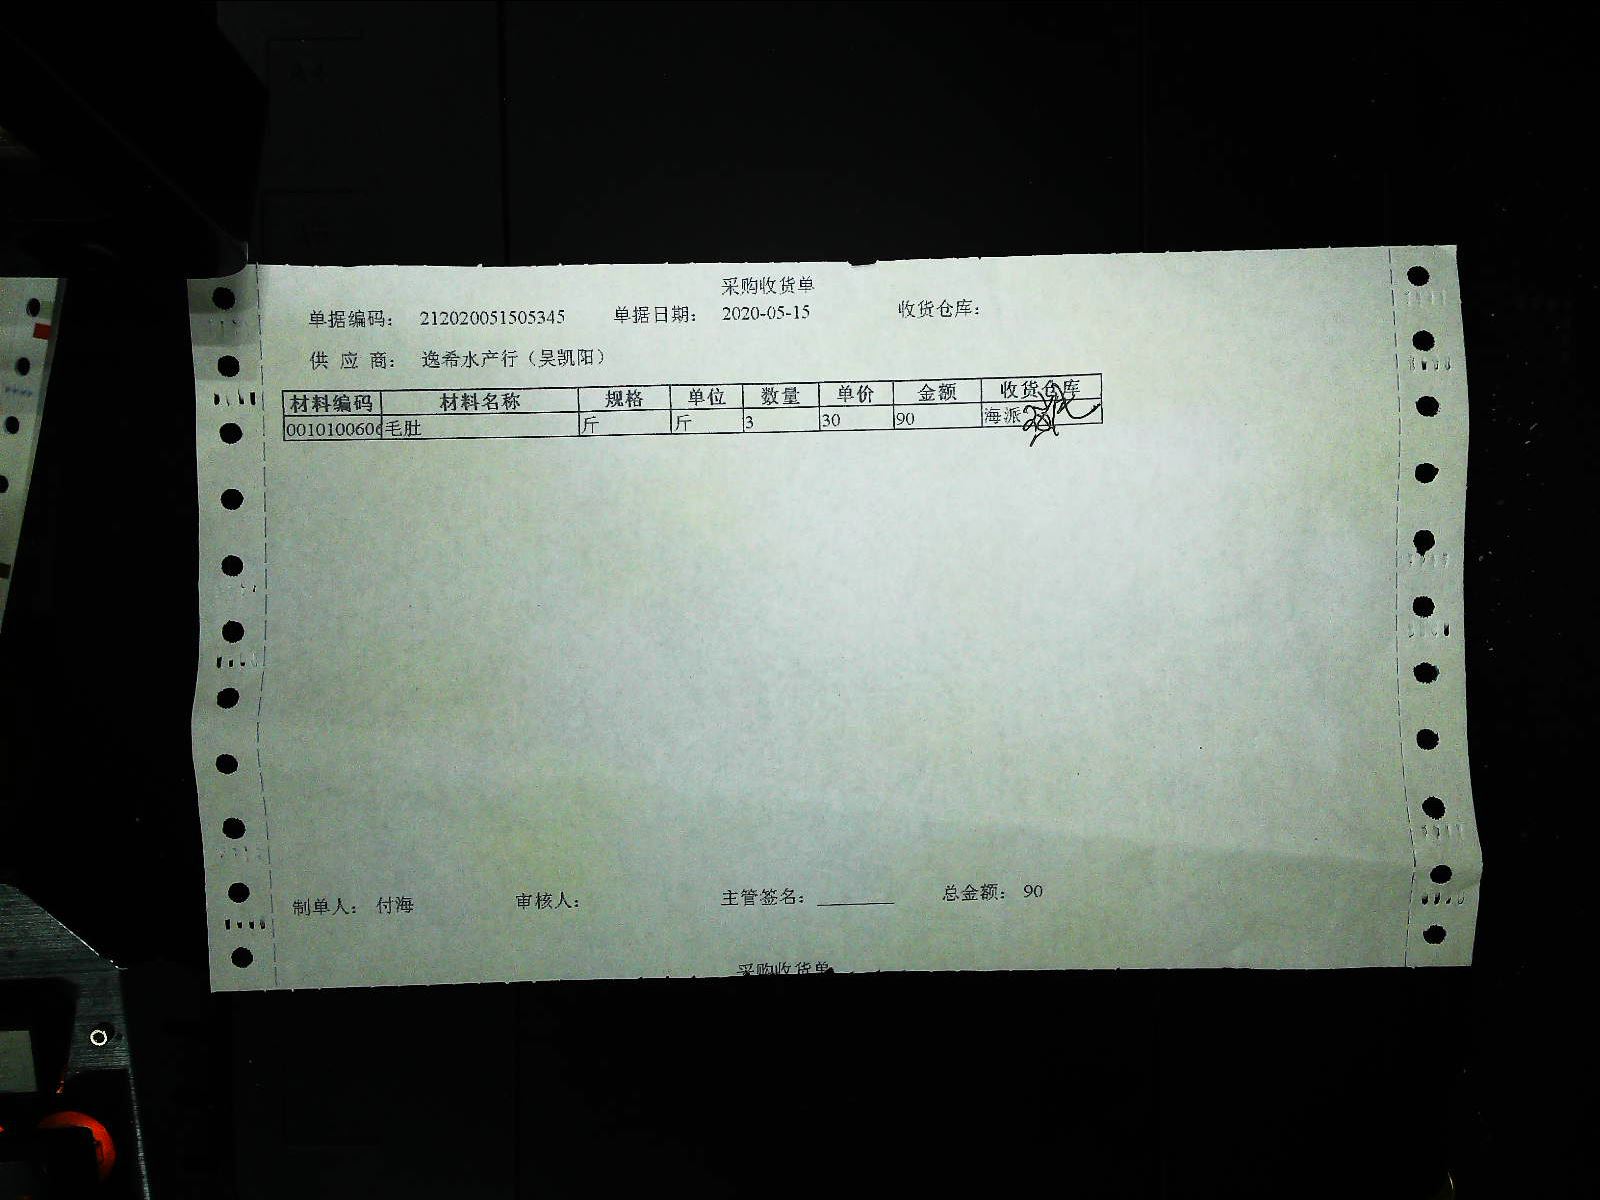 采购收货单
单据编码： 212020051505345 单据日期： 2020-05-15 收货仓库：
供 应 商： 逸希水产行（吴凯阳）
材料编码 材料名称 规格 单位 数量 单价 金额 收货仓库
001010060 毛肚 斤 斤 3 30 90 海派
制单人： 付海 审核人： 主管签名： ________ 总金额： 90
采购收货单